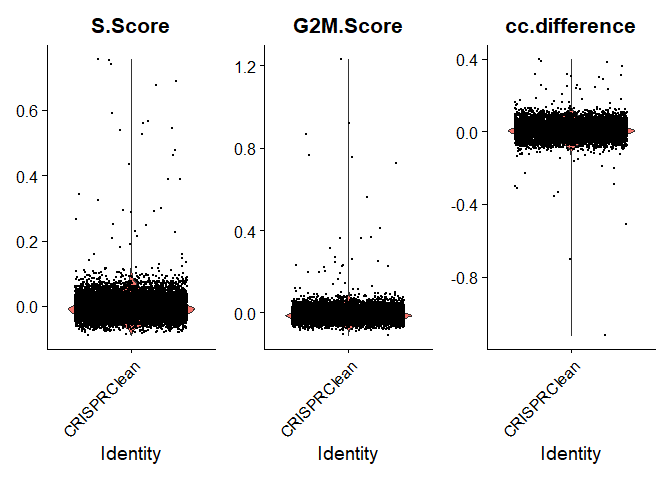 S.Score
0.6
0.4
0.2
0.0
CRISPRClean
Identity
G2M.Score
1.2
0.8
0.4
0.0
CRISPRClean
Identity
cc.difference
0.4
0.0
-0.4
-0.8
CRISPRClean
Identity